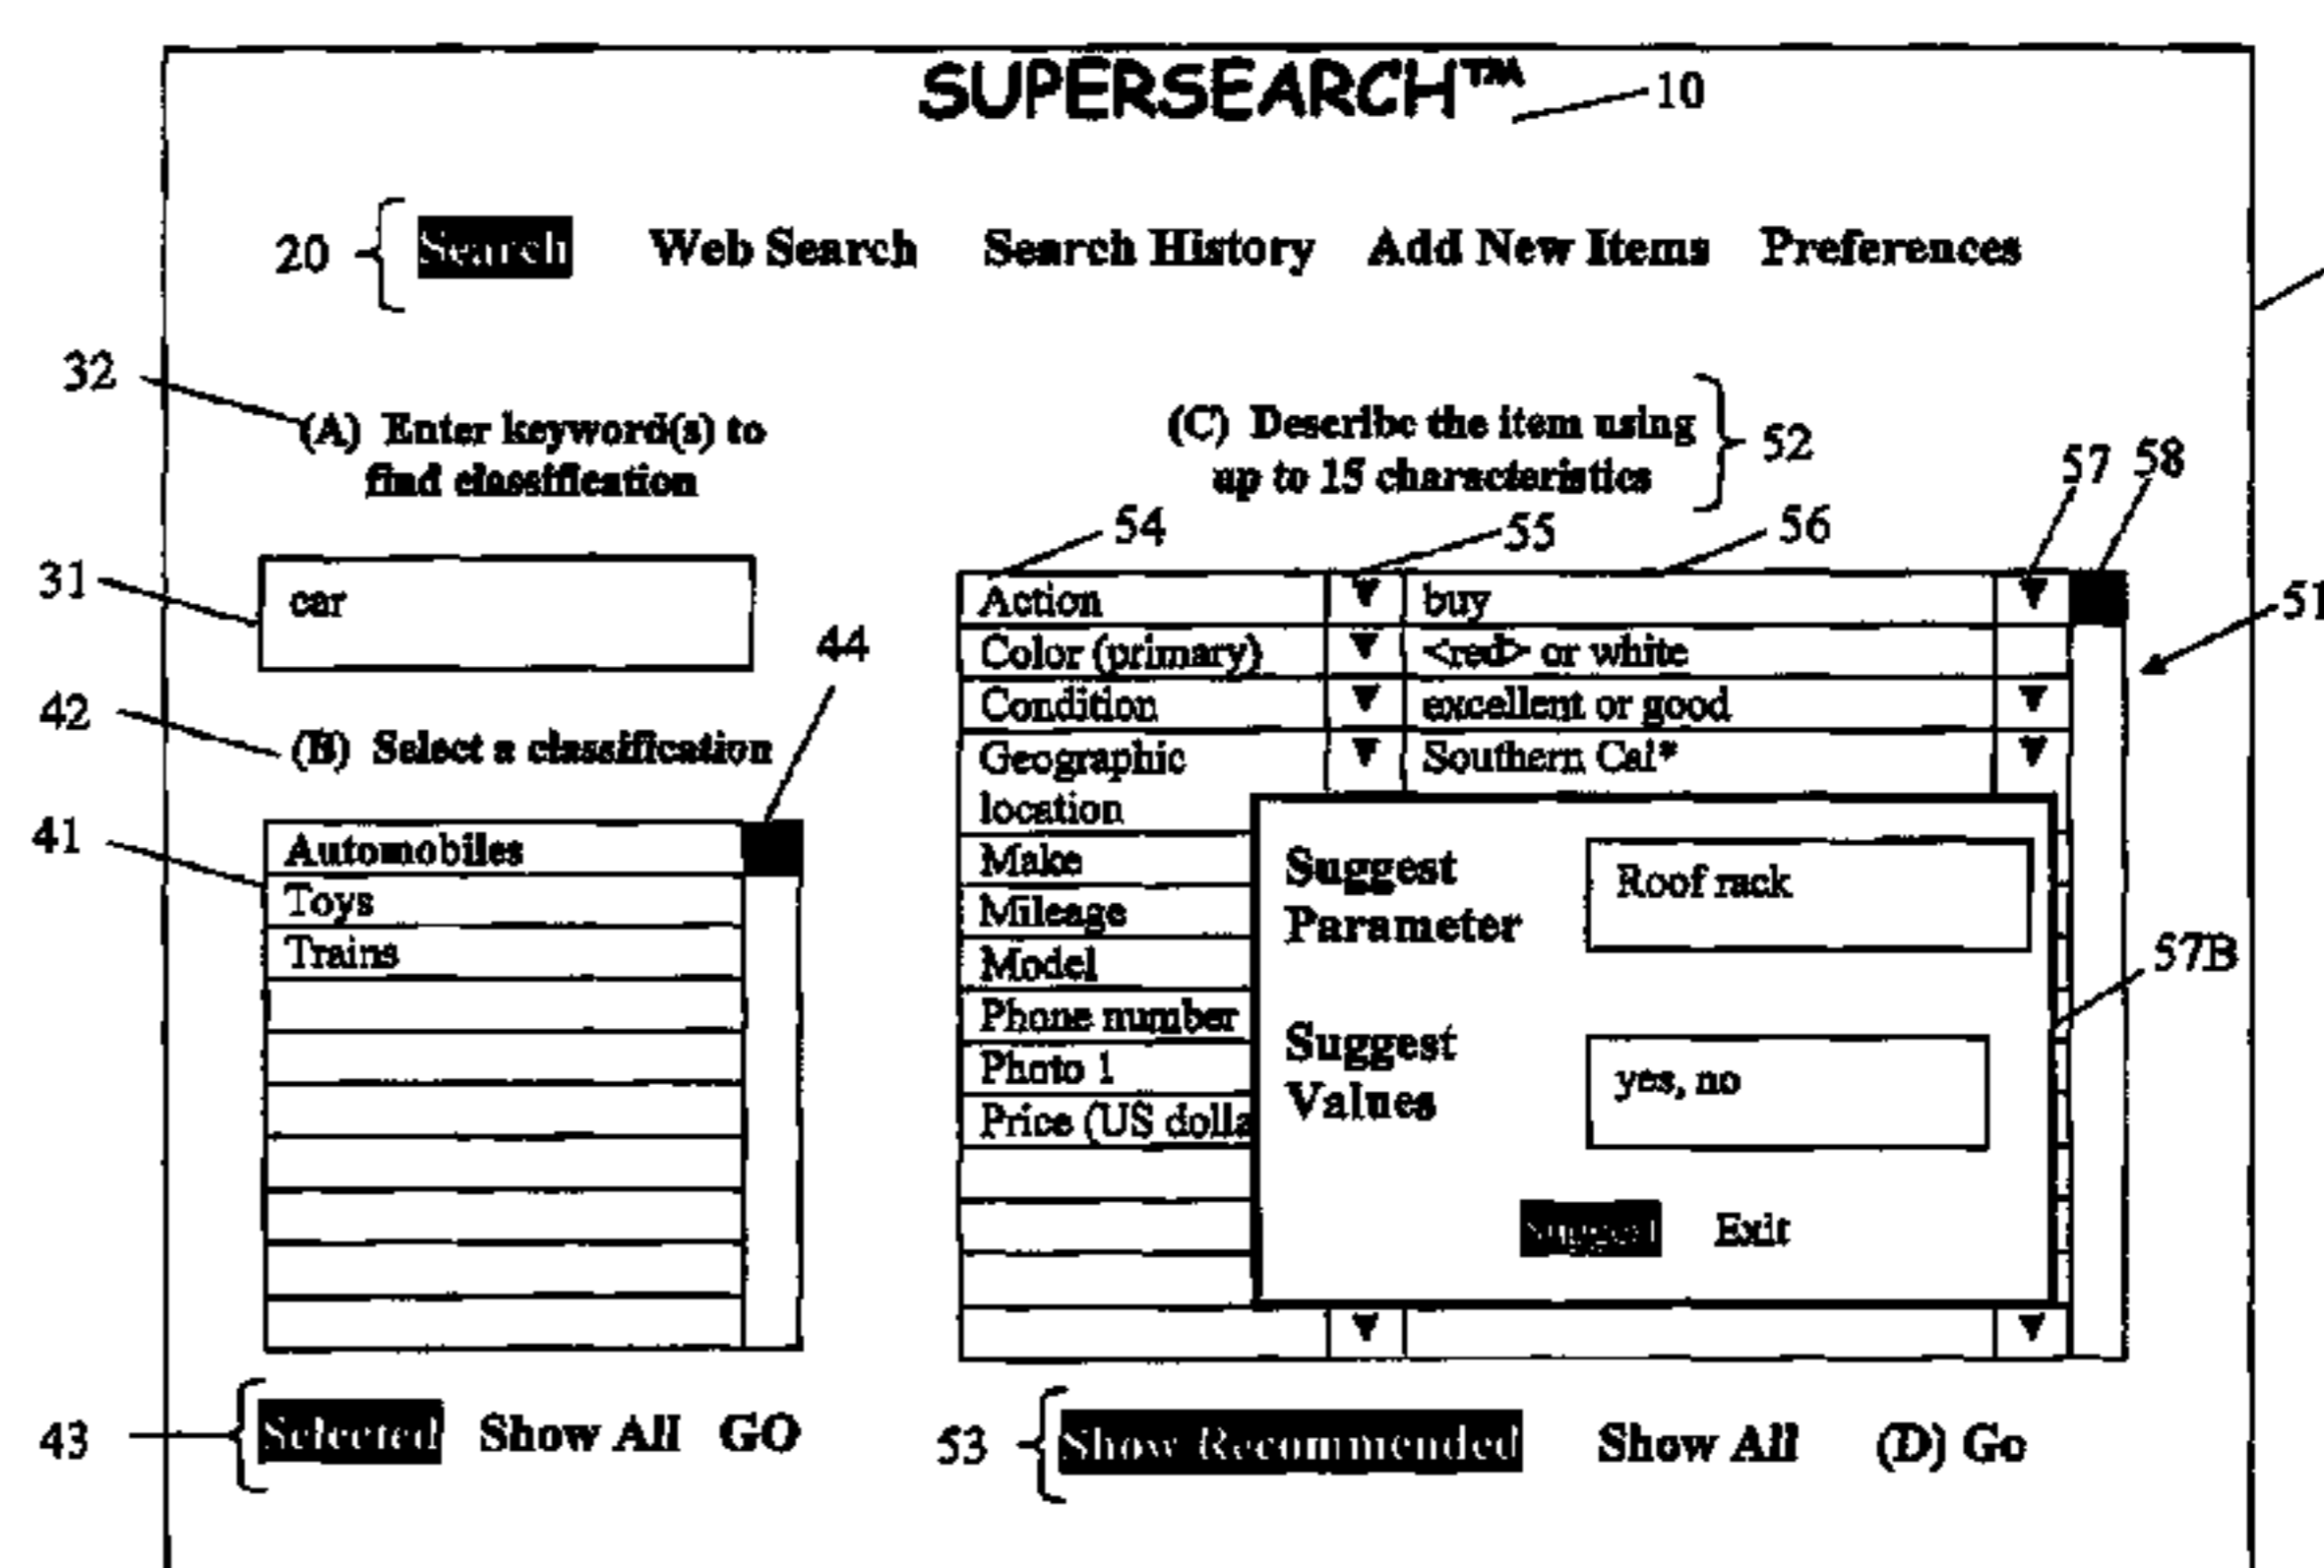 SUPERSEARCH™
10
20 Search Web Search Search History Add New Items Preferences
32
(A) Enter keyword(s) to
find classification
31
car
42
(B) Select a classification
44
41
Automobiles
Toys
Trains
43 Selected Show All GO
(C) Describe the item using
up to 15 characteristics
52
54 55 56 57 58
51
Action ▼ buy ▼
Color (primary) ▼ <red> or white
Condition ▼ excellent or good ▼
Geographic ▼ Southern Cal* ▼
location
Make
Mileage
Model
Phone number
Photo 1
Price (US dolla
▼ ▼
Suggest
Parameter
Roof rack
57B
Suggest
Values
yes, no
Suggest Exit
53 Show Recommended Show All (D) Go